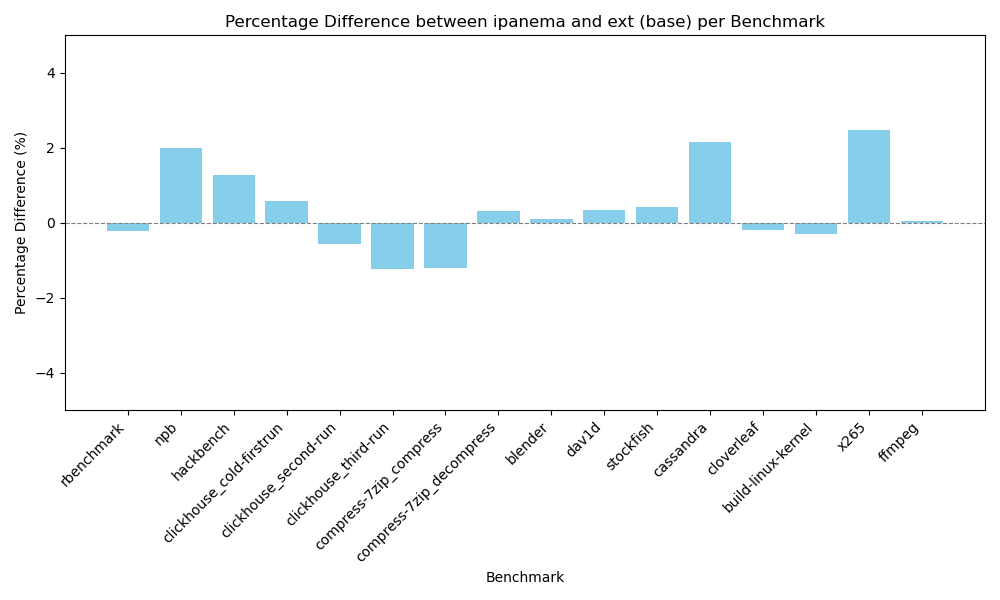 Percentage Difference between ipanema and ext (base) per Benchmark
Percentage Difference (%)
4
2
0
−2
−4
rbenchmark
npb
hackbench
clickhouse_cold-firstrun
clickhouse_second-run
clickhouse_third-run
compress-7zip_compress
compress-7zip_decompress
blender
dav1d
stockfish
cassandra
cloverleaf
build-linux-kernel
x265
ffmpeg
Benchmark